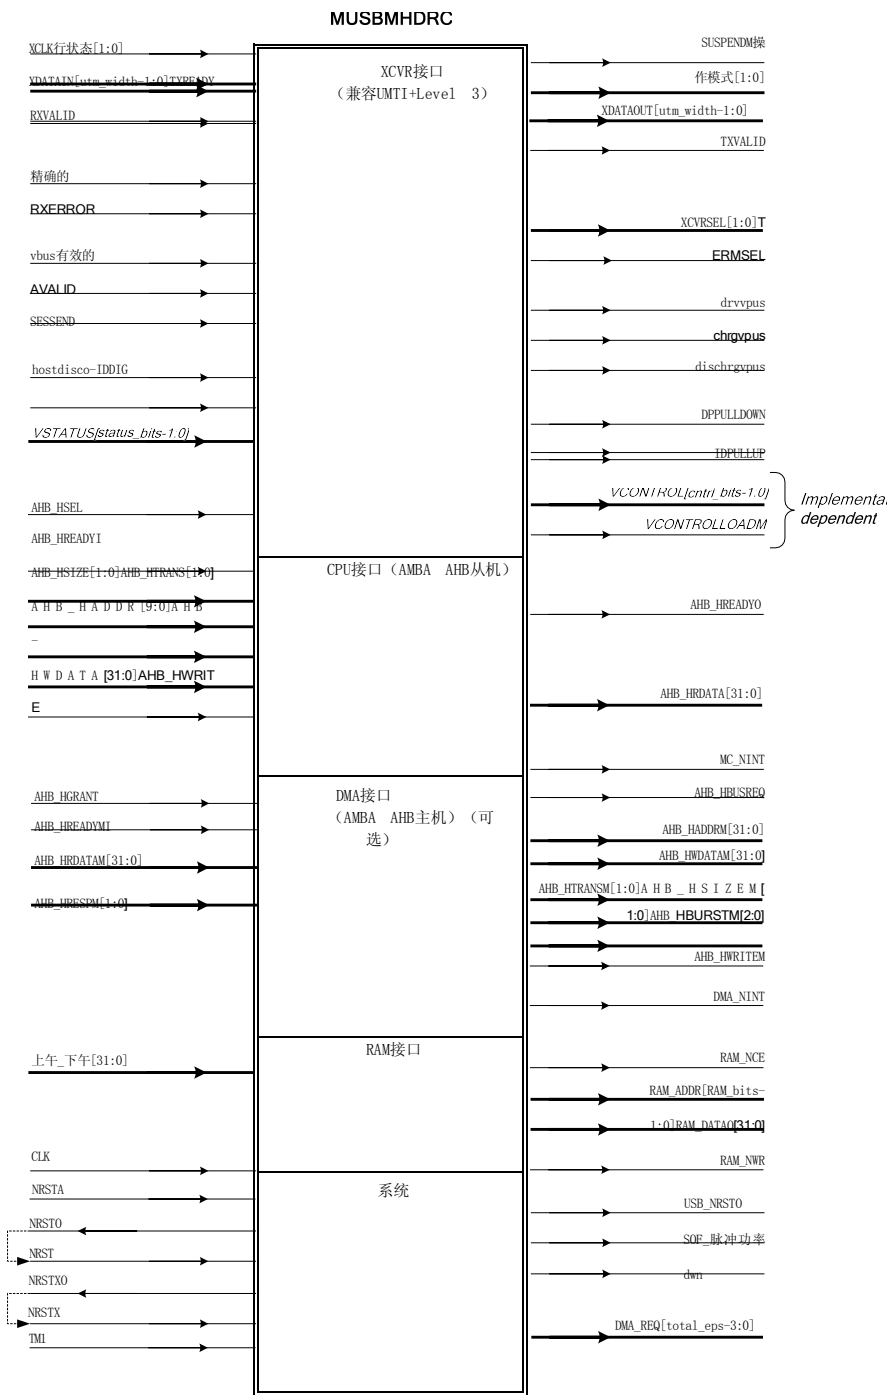 MUSBMHDRC
XCLK行状态[1:0]
XDATAIN[utm_width-1:0]TXREADY
RXVALID
精确的
RXERROR
vbus有效的
AVALID
SESSEND
hostdisco-IDDIG
VSTATUS[status_bits-1.0]
AHB_HSEL
AHB_HREADYI
AHB_HSIZE[1:0]AHB_HTRANS[1:0]
AHB_HADDR[9:0]AHB
_
HWDATA[31:0]AHB_HWRIT
E
AHB_HGRANT
AHB_HREADYMI
AHB_HRDATAM[31:0]
AHB_HRESPM[1:0]
上午_下午[31:0]
CLK
NRSTA
NRSTO
NRST
NRSTXO
NRSTX
TM1
XCVR接口
（兼容UMTI+Level 3）
CPU接口（AMBA AHB从机）
DMA接口
（AMBA AHB主机）（可
选）
RAM接口
系统
SUSPENDM操
作模式[1:0]
XDATAOUT[utm_width-1:0]
TXVALID
XCVRSEL[1:0]T
ERMSEL
drvvpus
chrgvpus
dischrgvpus
DPPULLDOWN
IDPULLUP
VCONTROL[cntrl_bits-1.0]
VCONTROLLOADM
Implementa
dependent
AHB_HREADYO
AHB_HRDATA[31:0]
MC_NINT
AHB_HBUSREQ
AHB_HADDRM[31:0]
AHB_HWDATAM[31:0]
AHB_HTRANSM[1:0]AHB_HSIZEM[
1:0]AHB_HBURSTM[2:0]
AHB_HWRITEM
DMA_NINT
RAM_NCE
RAM_ADDR[RAM_bits-
1:0]RAM_DATAO[31:0]
RAM_NWR
USB_NRSTO
SOF_脉冲功率
dwn
DMA_REQ[total_eps-3:0]